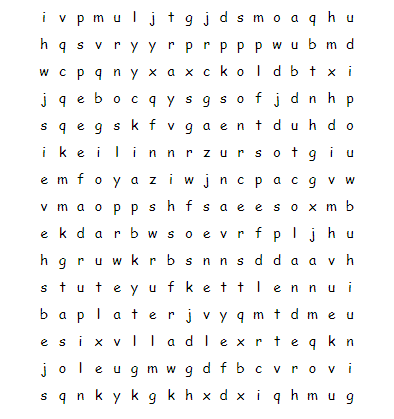 i v p m u l j t g j d s m o a q h u
h q s v r y y r p r p p p w u b m d
w c p q n y x a x c k o l d b t x i
j q e b o c q y s g s o f j d n h p
s q e g s k f v g a e n t d u h d o
i k e i l i n n r z u r s o t g i u
e m f o y a z i w j n c p a c g v w
v m a o p p s h f s a e e s o x m b
e k d a r b w s o e v r f p l j h u
h g r u w k r b s n n s d d a a v h
s t u t e y u f k e t t l e n n u i
b a p l a t e r j v y q m t d m e u
e s i x v l l a d l e x r t e q k n
j o l e u g m w g d f b c v r o v i
s q n k y k g k h x d x i q h m u g